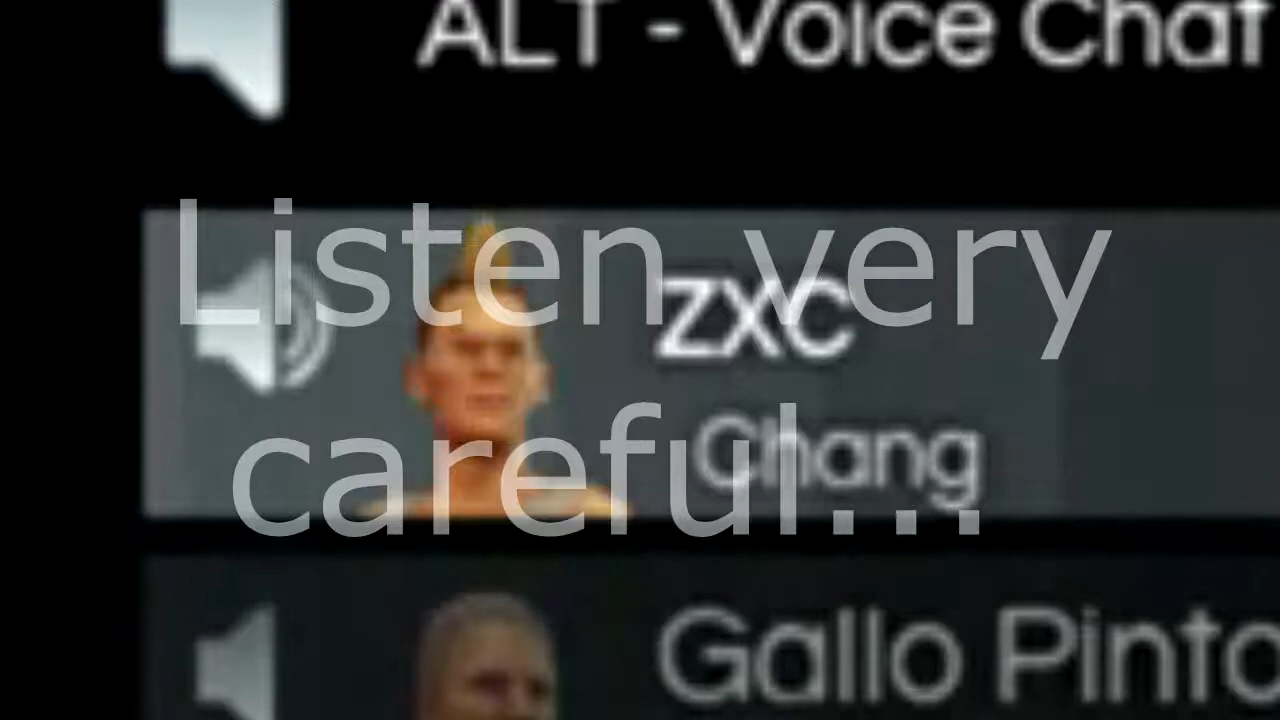 ALT - Voice Chat
Listen very
ZXC
careful...
Chang
Gallo Pinto